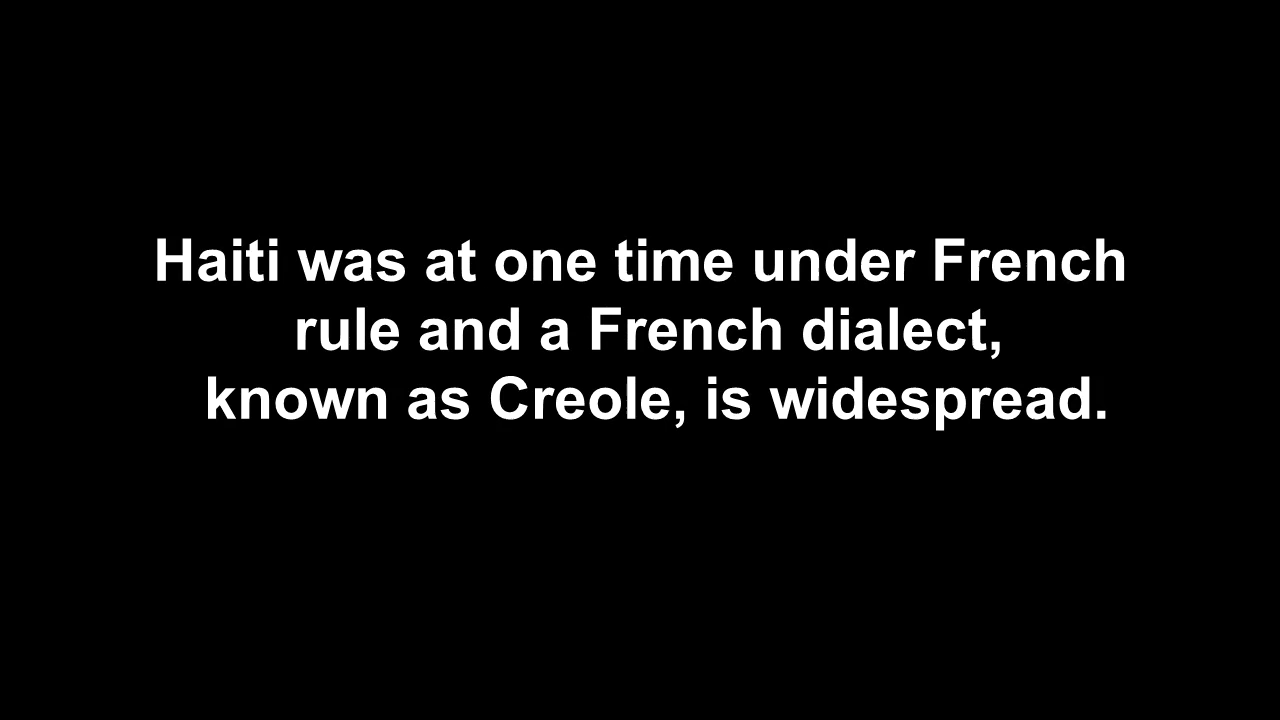 Haiti was at one time under French
rule and a French dialect,
known as Creole, is widespread.